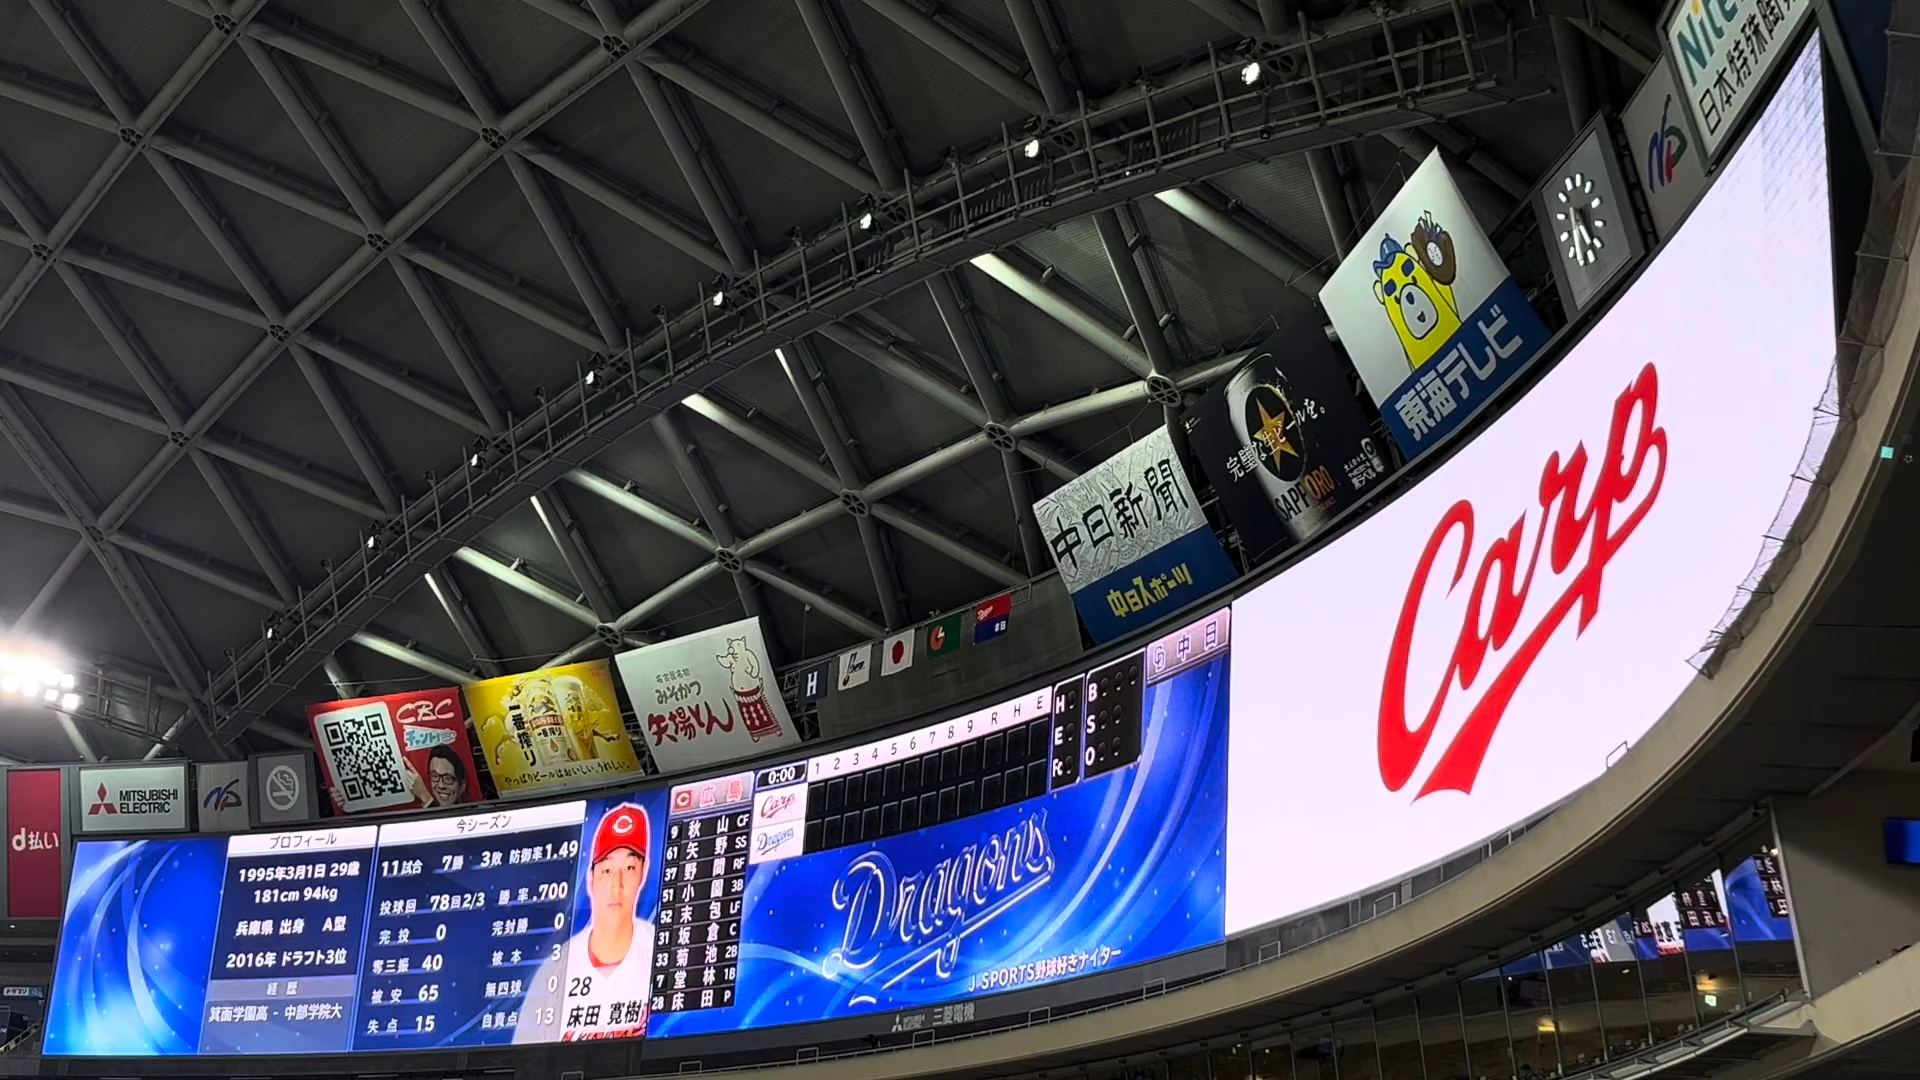 Nite
日本特殊陶業
東海テレビ
完璧な生ビールを。
SAPPORO
中日新聞
中日スポーツ
名古屋名物
みそかつ
矢場とん
一番搾り
やっぱりビールはおいしい。うれしい。
CBC
チャント!
MITSUBISHI
ELECTRIC
d払い
H
Carp
プロフィール
1995年3月1日 29歳
181cm 94kg
兵庫県 出身 A型
2016年 ドラフト3位
経歴
箕面学園高 - 中部学院大
今シーズン
11試合 7勝 3敗 防御率1.49
投球回 78回2/3 勝率.700
完投 0 完封勝 0
奪三振 40 被本 3
被安 65 無四球 0
失点 15 自責点 13
28
床田 寛樹
C 広島
9 秋山 CF
61 矢野 SS
37 野間 RF
51 小園 3B
52 末包 LF
31 坂倉 C
33 菊池 2B
7 堂林 1B
28 床田 P
0:00
1 2 3 4 5 6 7 8 9 R H E
Carp
Dragons
H
E
R
B
S
O
中日
Dragons
J SPORTS野球好きナイター
三菱電機